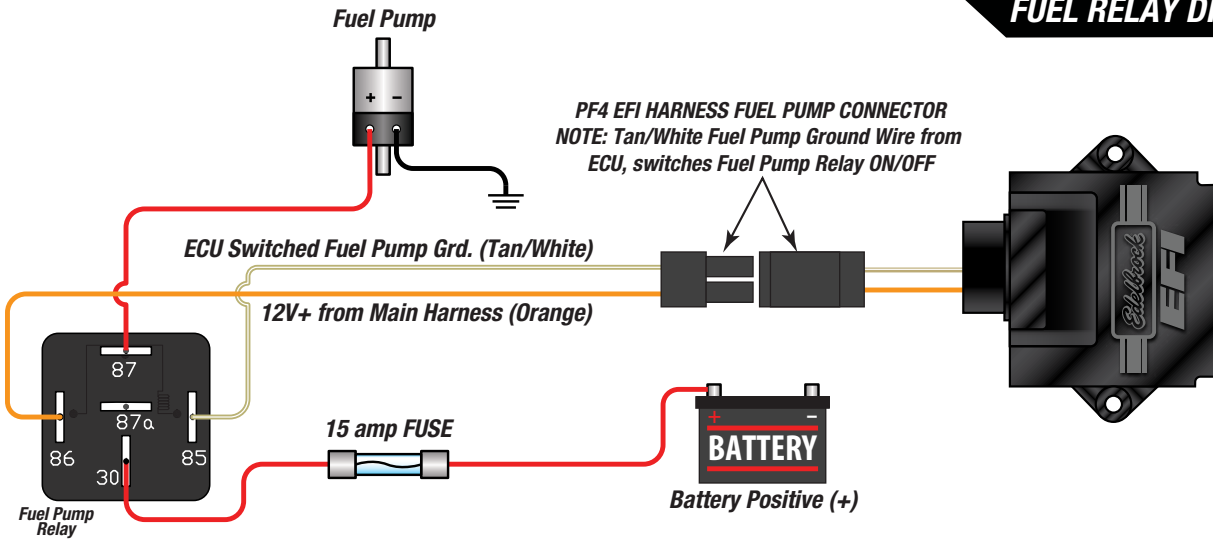 FUEL RELAY DI
Fuel Pump
+ -
PF4 EFI HARNESS FUEL PUMP CONNECTOR
NOTE: Tan/White Fuel Pump Ground Wire from
ECU, switches Fuel Pump Relay ON/OFF
ECU Switched Fuel Pump Grd. (Tan/White)
12V+ from Main Harness (Orange)
Edelbrock
EFI
87
87a
86
85
30
Fuel Pump
Relay
15 amp FUSE
+ -
BATTERY
Battery Positive (+)